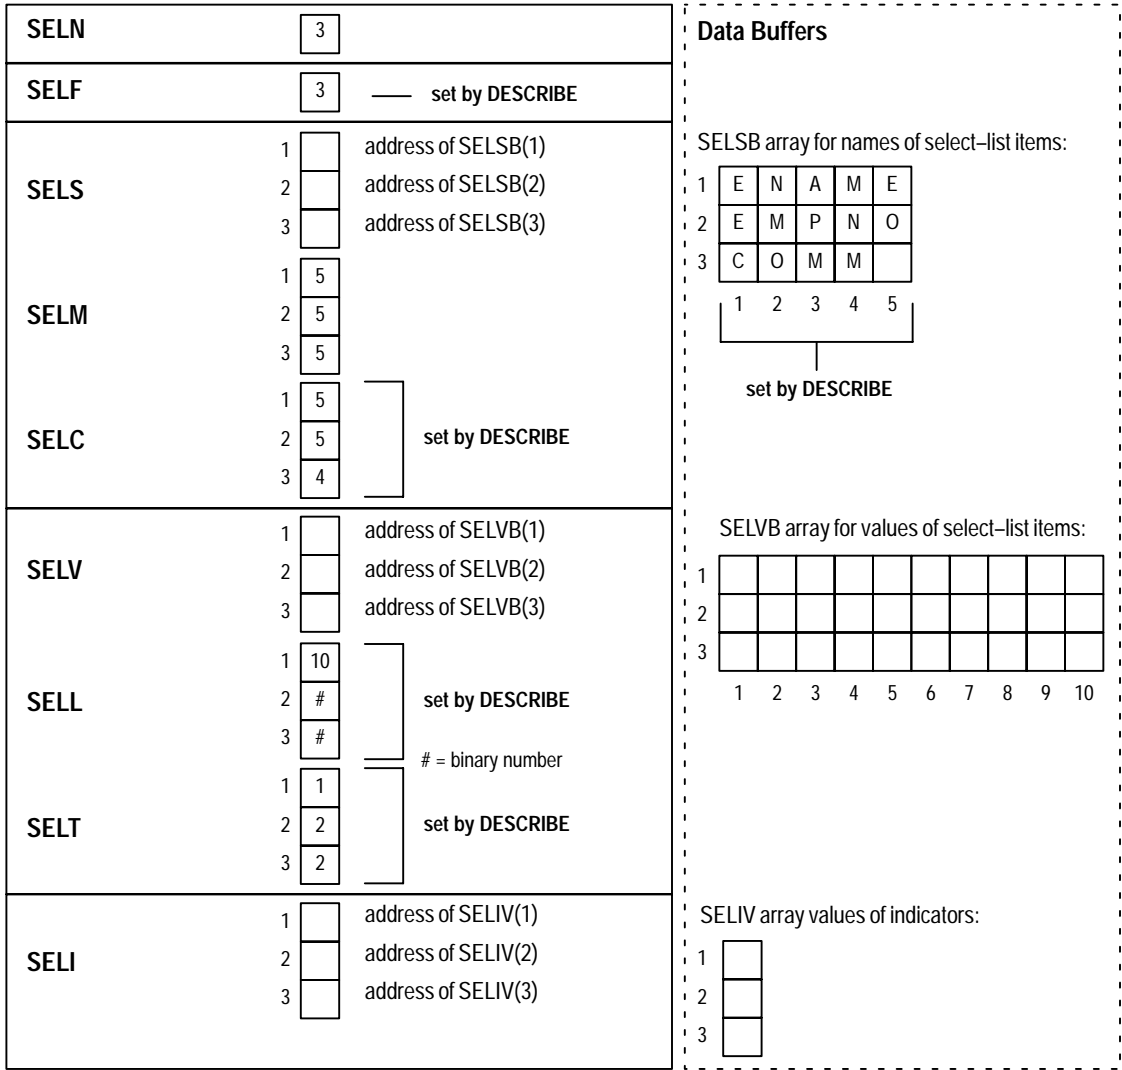 SELN 3
SELF 3 set by DESCRIBE
1 address of SELSB(1)
SELS 2 address of SELSB(2)
3 address of SELSB(3)
1 5
SELM 2 5
3 5
1 5
SELC 2 5 set by DESCRIBE
3 4
1 address of SELVB(1)
SELV 2 address of SELVB(2)
3 address of SELVB(3)
1 10
SELL 2 # set by DESCRIBE
3 #
# = binary number
1 1
SELT 2 2 set by DESCRIBE
3 2
1 address of SELIV(1)
SELI 2 address of SELIV(2)
3 address of SELIV(3)
Data Buffers
SELSB array for names of select–list items:
1 E N A M E
2 E M P N O
3 C O M M
1 2 3 4 5
set by DESCRIBE
SELVB array for values of select–list items:
1
2
3
1 2 3 4 5 6 7 8 9 10
SELIV array values of indicators:
1
2
3